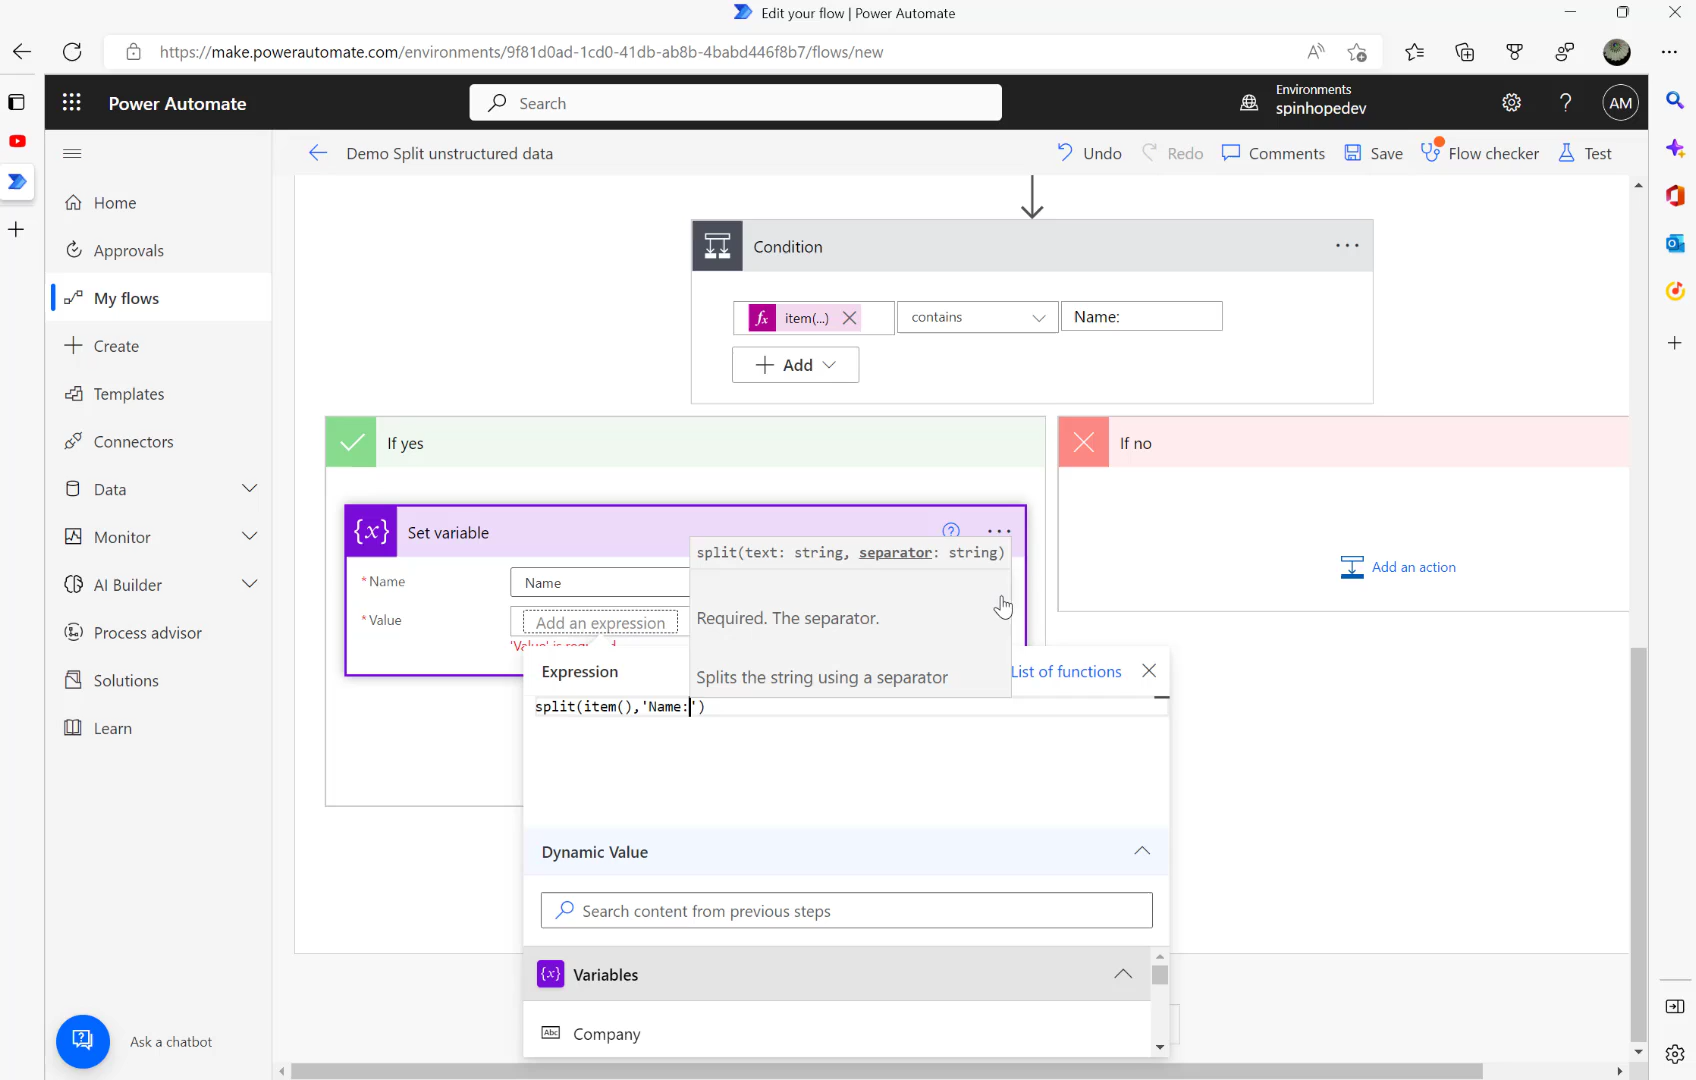 Edit your flow | Power Automate
https://make.powerautomate.com/environments/9f81d0ad-1cd0-41db-ab8b-4babd446f8b7/flows/new
Power Automate
Search
Environments
spinhopedev
?
AM
Demo Split unstructured data
Undo
Redo
Comments
Save
Flow checker
Test
Home
Approvals
My flows
Create
Templates
Connectors
Data
Monitor
AI Builder
Process advisor
Solutions
Learn
Ask a chatbot
Condition
fx item(...)
contains
Name:
Add
If yes
If no
{x} Set variable
* Name
Name
* Value
Add an expression
split(text: string, separator: string)
Required. The separator.
Splits the string using a separator
Add an action
Expression
List of functions
split(item(),'Name:')
Dynamic Value
Search content from previous steps
{x} Variables
Abc Company